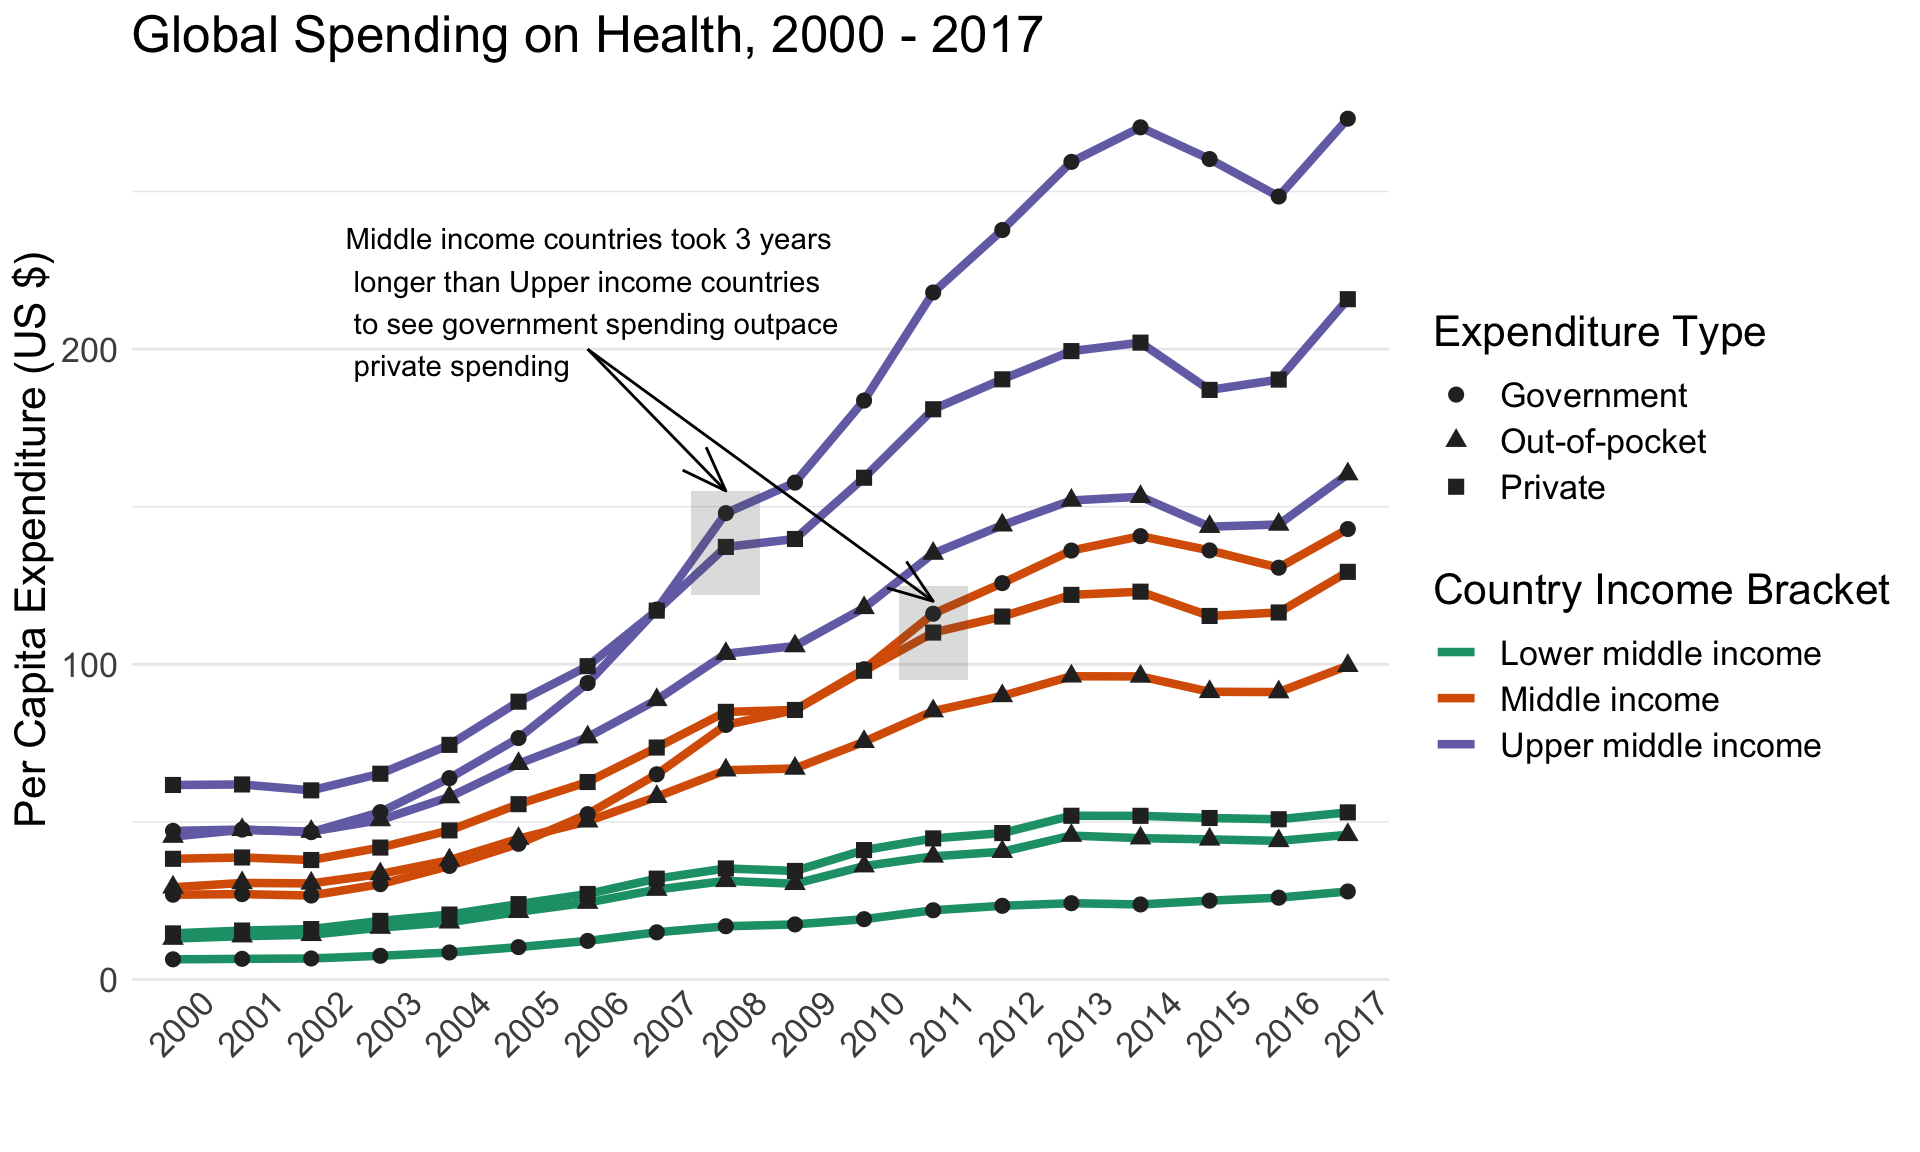 Global Spending on Health, 2000 - 2017
Per Capita Expenditure (US $)
200
100
0
Middle income countries took 3 years
longer than Upper income countries
to see government spending outpace
private spending
2000
2001
2002
2003
2004
2005
2006
2007
2008
2009
2010
2011
2012
2013
2014
2015
2016
2017
Expenditure Type
Government
Out-of-pocket
Private
Country Income Bracket
Lower middle income
Middle income
Upper middle income